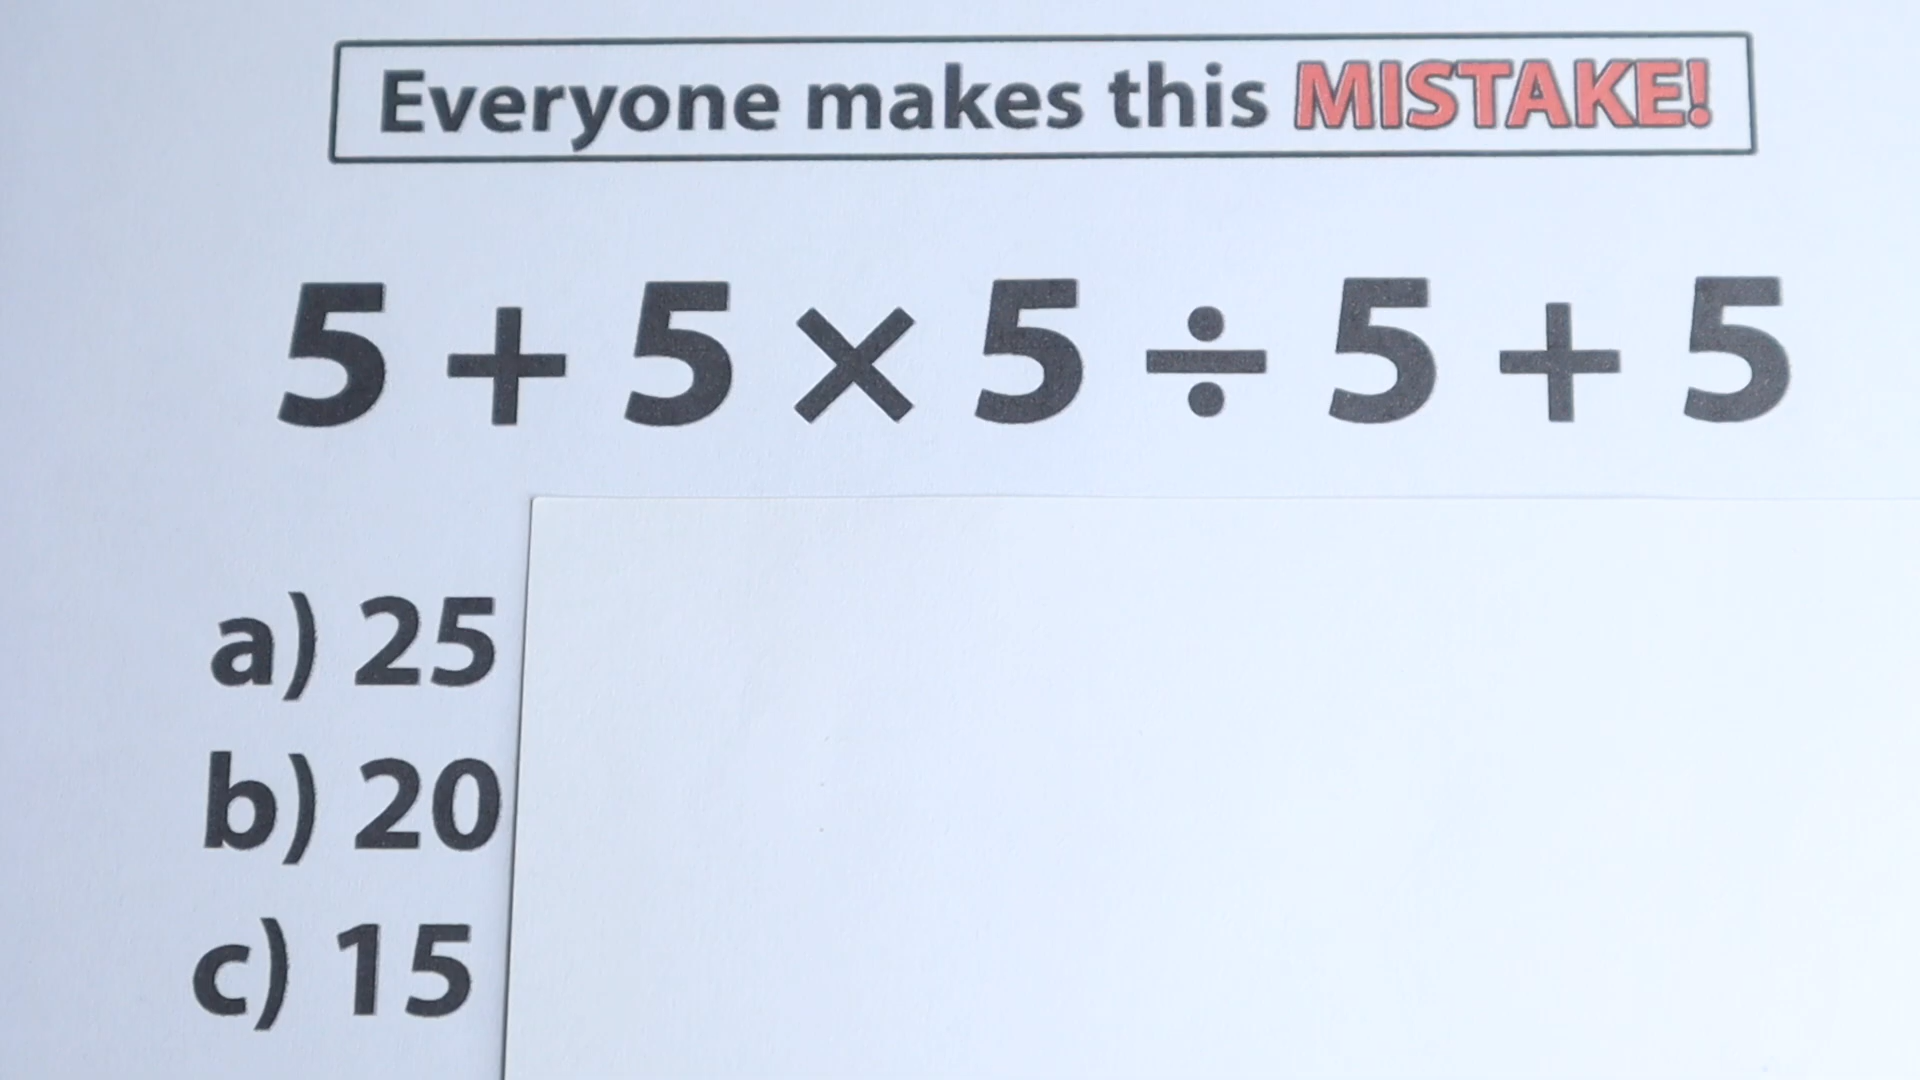 Everyone makes this MISTAKE!
5 + 5 × 5 ÷ 5 + 5
a) 25
b) 20
c) 15